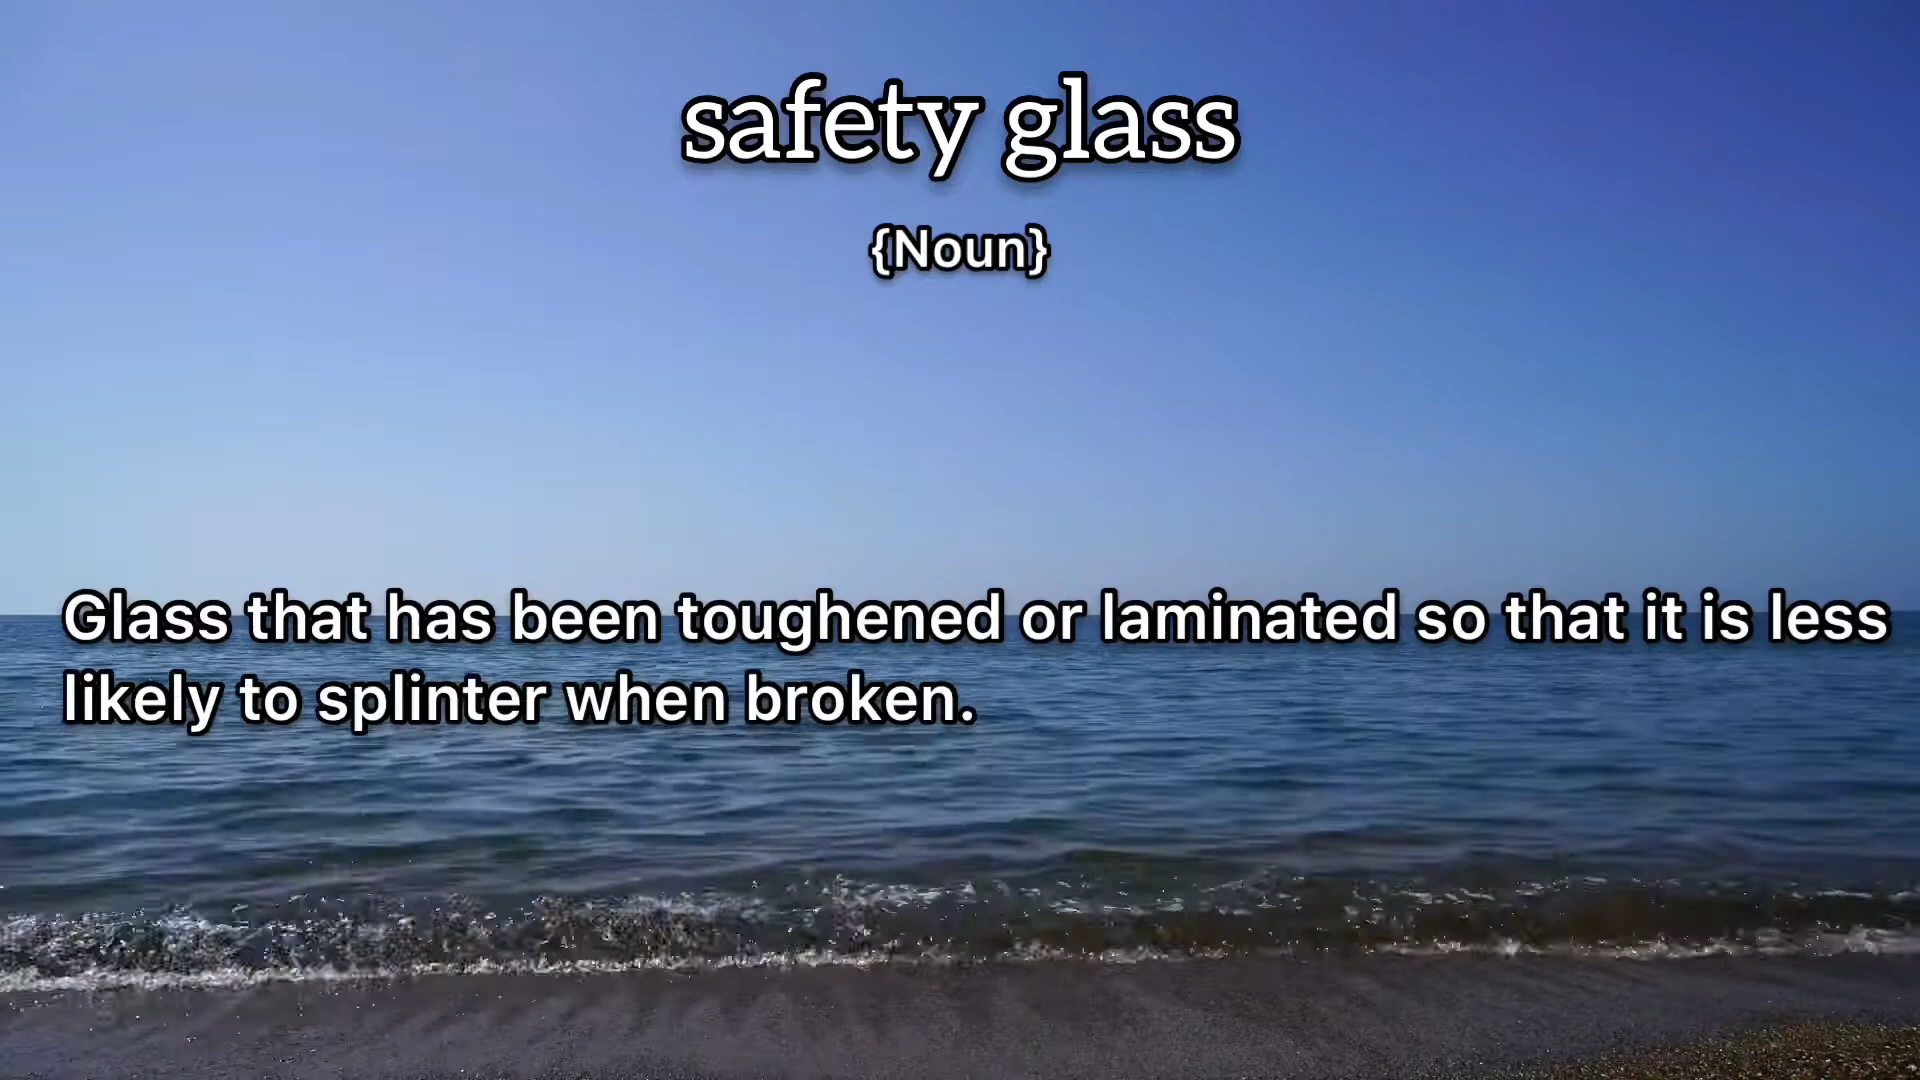 safety glass
{Noun}
Glass that has been toughened or laminated so that it is less
likely to splinter when broken.